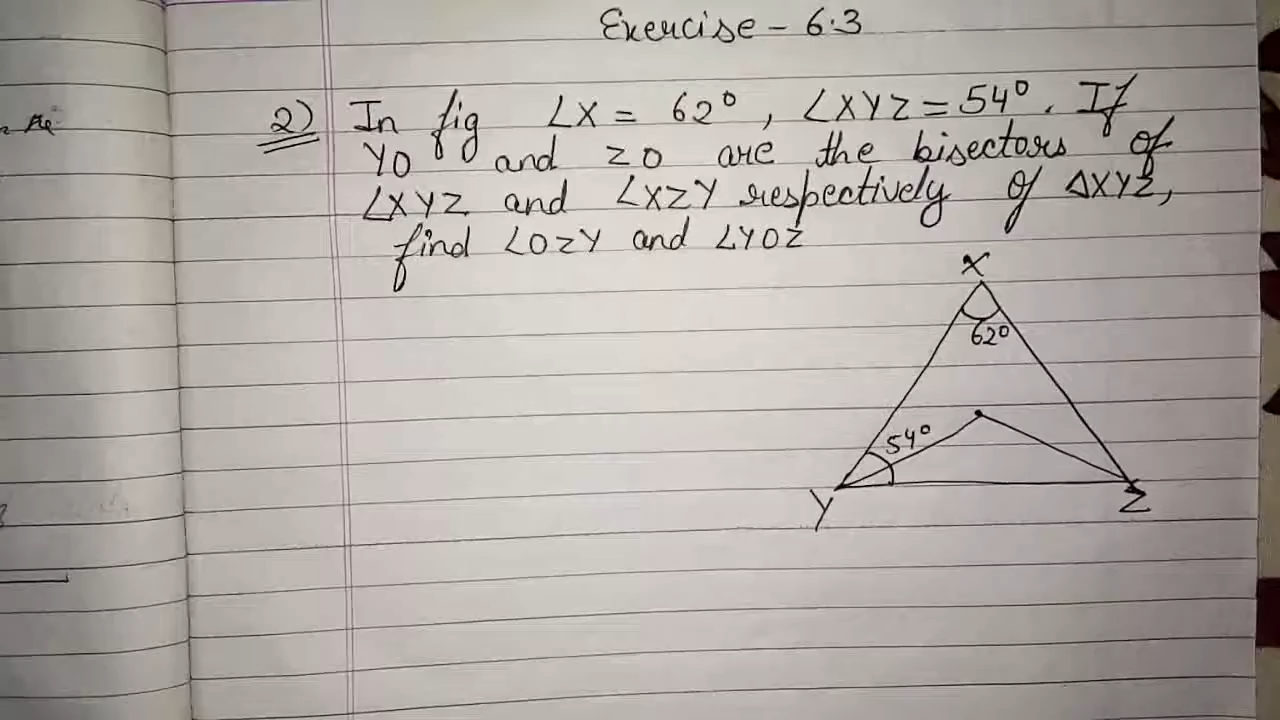 Exercise - 6.3
2) In fig ∠X = 62°, ∠XYZ = 54°. If
YO and ZO are the bisectors of
∠XYZ and ∠XZY respectively of ΔXYZ,
find ∠OZY and ∠YOZ
X
62°
54°
Y
Z